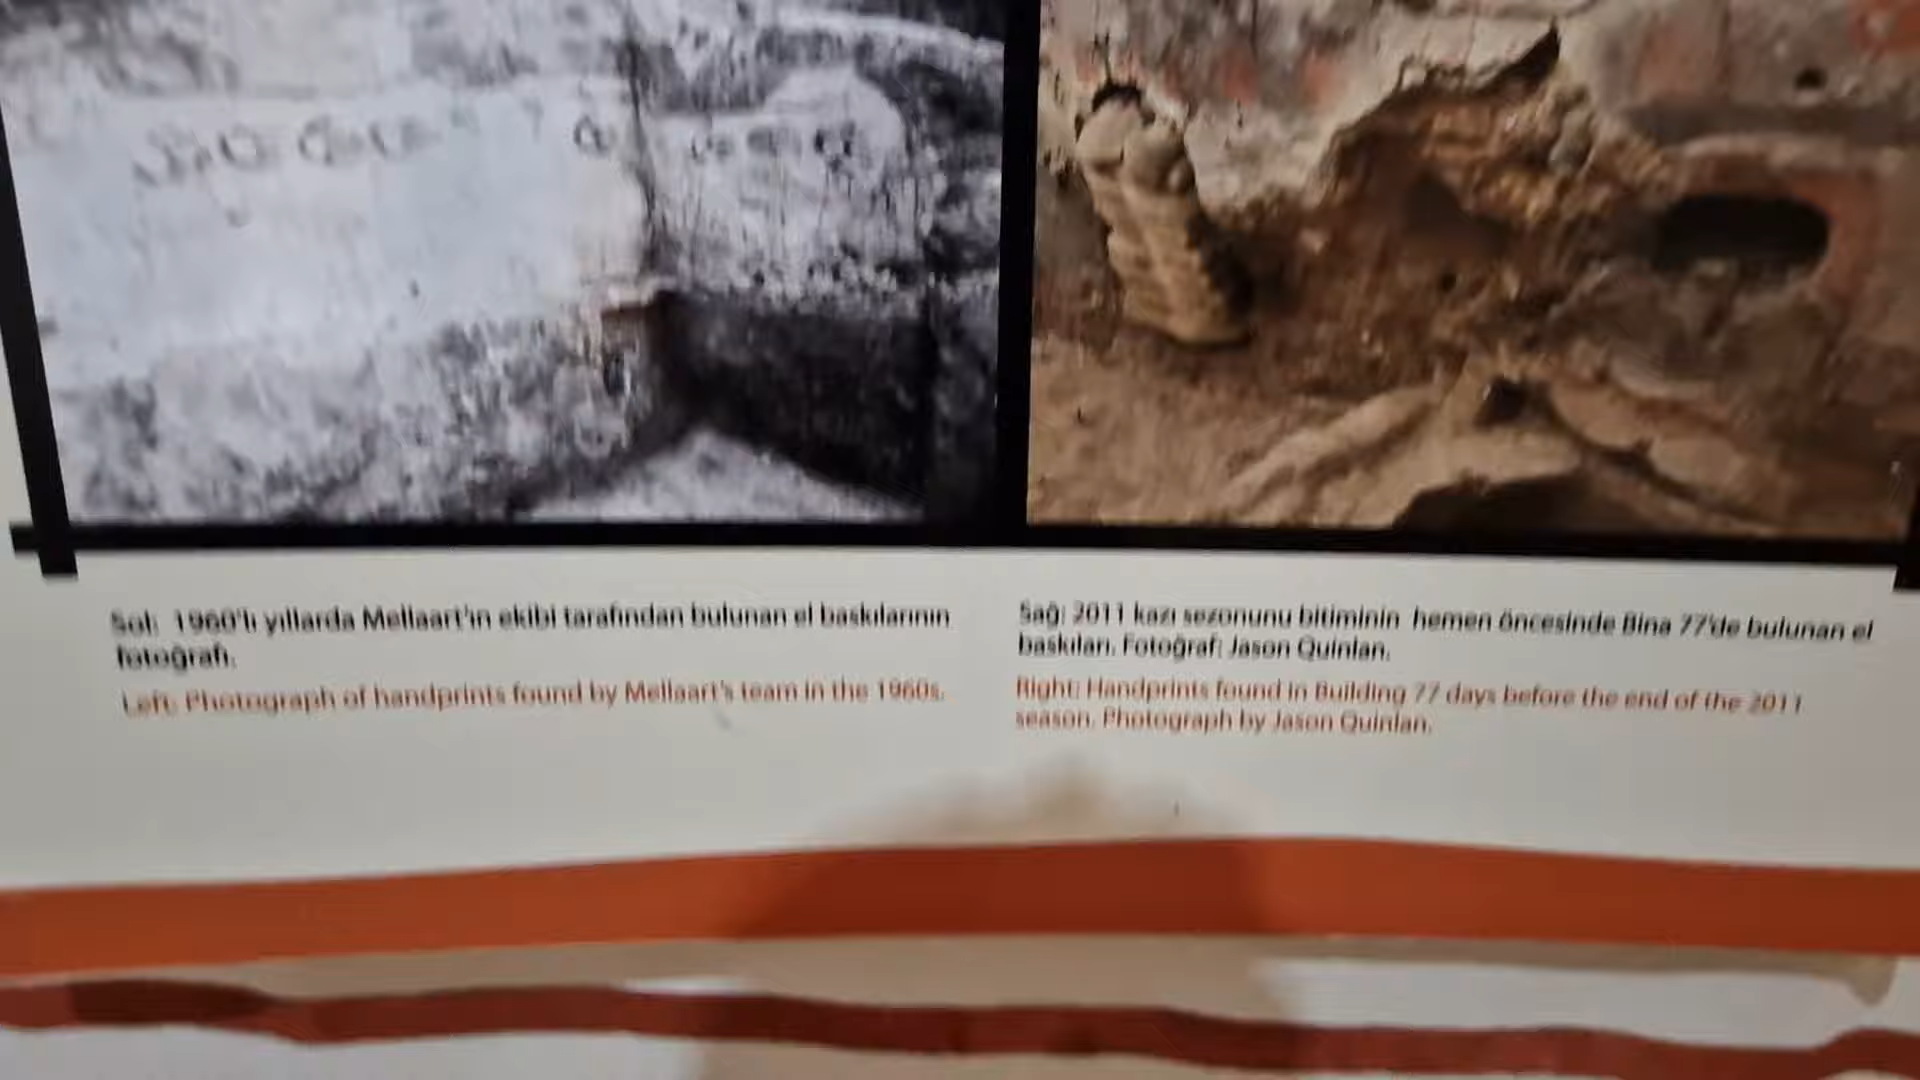 Sol: 1960'lı yıllarda Mellaart'ın ekibi tarafından bulunan el baskılarının
fotoğrafı.
Left: Photograph of handprints found by Mellaart's team in the 1960s.
Sağ: 2011 kazı sezonunu bitiminin hemen öncesinde Bina 77'de bulunan el
baskıları. Fotoğraf: Jason Quinlan.
Right: Handprints found in Building 77 days before the end of the 2011
season. Photograph by Jason Quinlan.